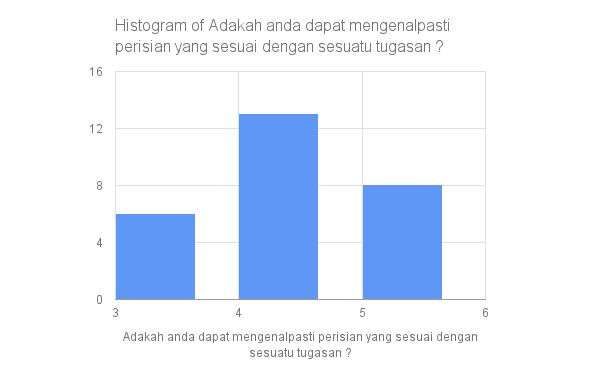 Histogram of Adakah anda dapat mengenalpasti
perisian yang sesuai dengan sesuatu tugasan ?
16
12
8
4
0
3
4
5
6
Adakah anda dapat mengenalpasti perisian yang sesuai dengan
sesuatu tugasan ?